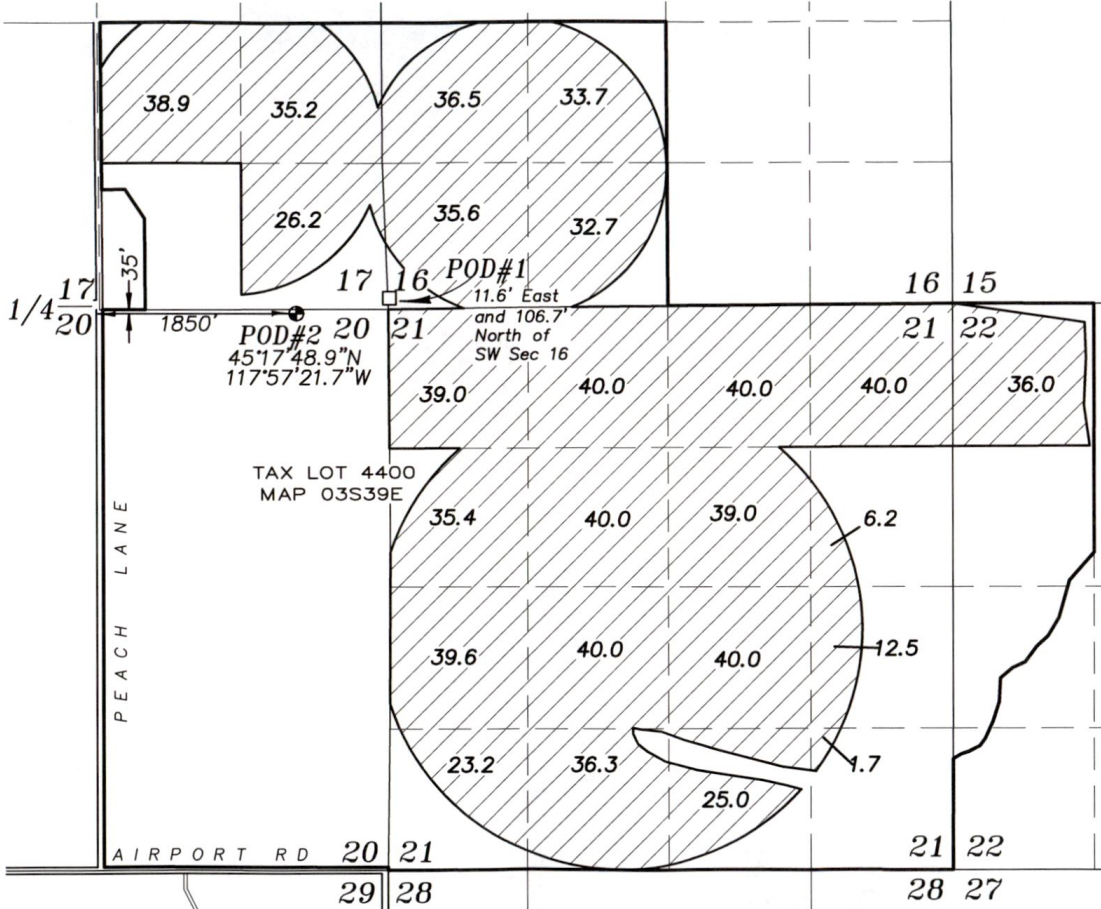 38.9 35.2 36.5 33.7
26.2 35.6 32.7
35'
1/4 17
20
1850'
17 16
20 21
POD#1
11.6' East
and 106.7'
North of
SW Sec 16
POD#2
45°17'48.9"N
117°57'21.7"W
16 15
21 22
39.0 40.0 40.0 40.0 36.0
TAX LOT 4400
MAP 03S39E
35.4 40.0 39.0 6.2
PEACH LANE
39.6 40.0 40.0 12.5
23.2 36.3 1.7
25.0
AIRPORT RD
20 21
29 28
21 22
28 27